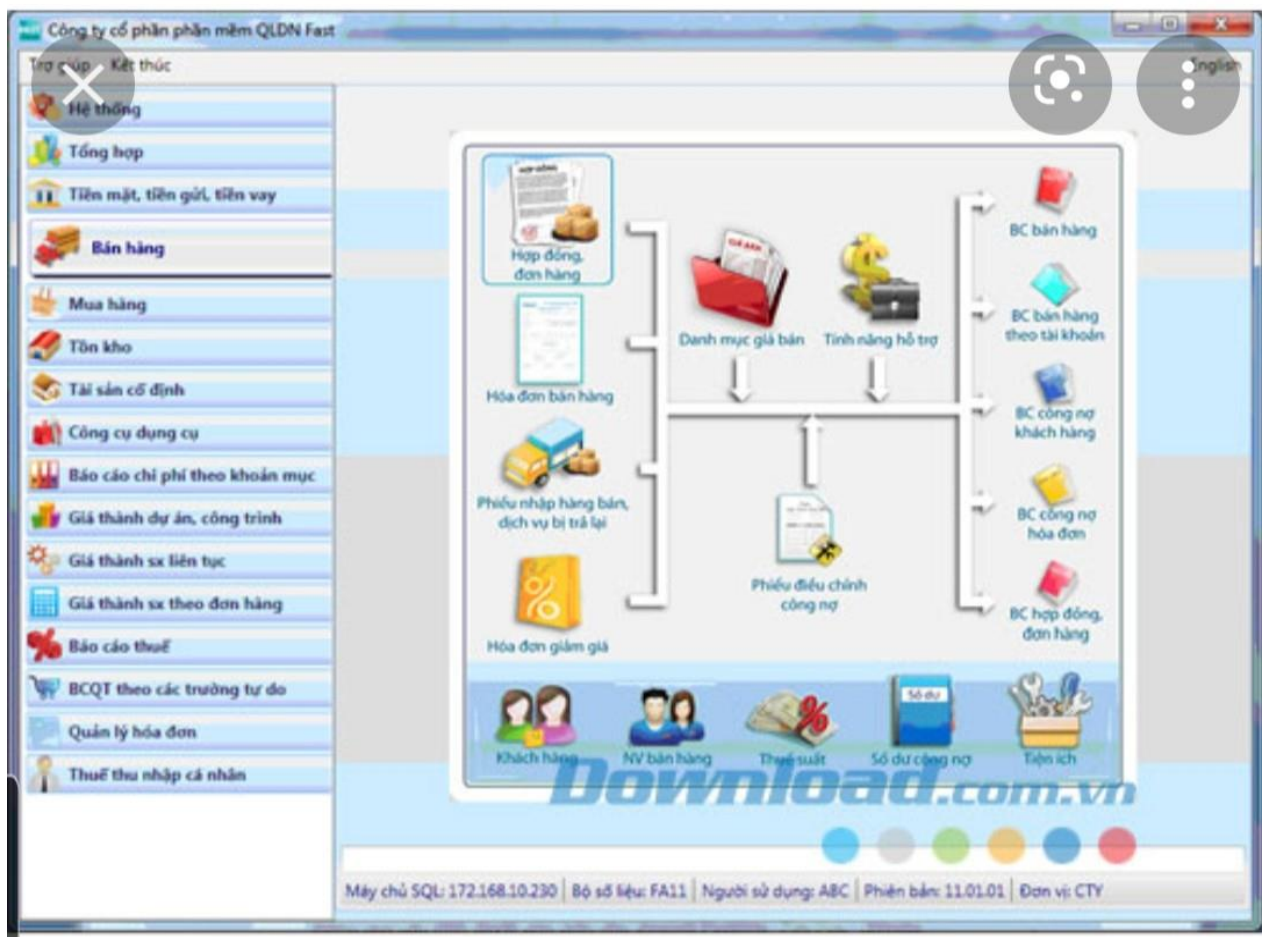 Công ty cổ phần phần mềm QLDN Fast
Trợ giúp Kết thúc
English
Hệ thống
Tổng hợp
Tiền mặt, tiền gửi, tiền vay
Bán hàng
Mua hàng
Tồn kho
Tài sản cố định
Công cụ dụng cụ
Báo cáo chi phí theo khoản mục
Giá thành dự án, công trình
Giá thành sx liên tục
Giá thành sx theo đơn hàng
Báo cáo thuế
BCQT theo các trường tự do
Quản lý hóa đơn
Thuế thu nhập cá nhân
HỢP ĐỒNG
Hợp đồng,
đơn hàng
Hóa đơn bán hàng
Phiếu nhập hàng bán,
dịch vụ bị trả lại
Hóa đơn giảm giá
GIÁ BÁN
Danh mục giá bán
Tính năng hỗ trợ
Phiếu điều chỉnh
công nợ
BC bán hàng
BC bán hàng
theo tài khoản
BC công nợ
khách hàng
BC công nợ
hóa đơn
BC hợp đồng,
đơn hàng
Khách hàng
NV bán hàng
Thuế suất
Số dư
Số dư công nợ
Tiện ích
Download.com.vn
Máy chủ SQL: 172.168.10.230 Bộ số liệu: FA11 Người sử dụng: ABC Phiên bản: 11.01.01 Đơn vị: CTY